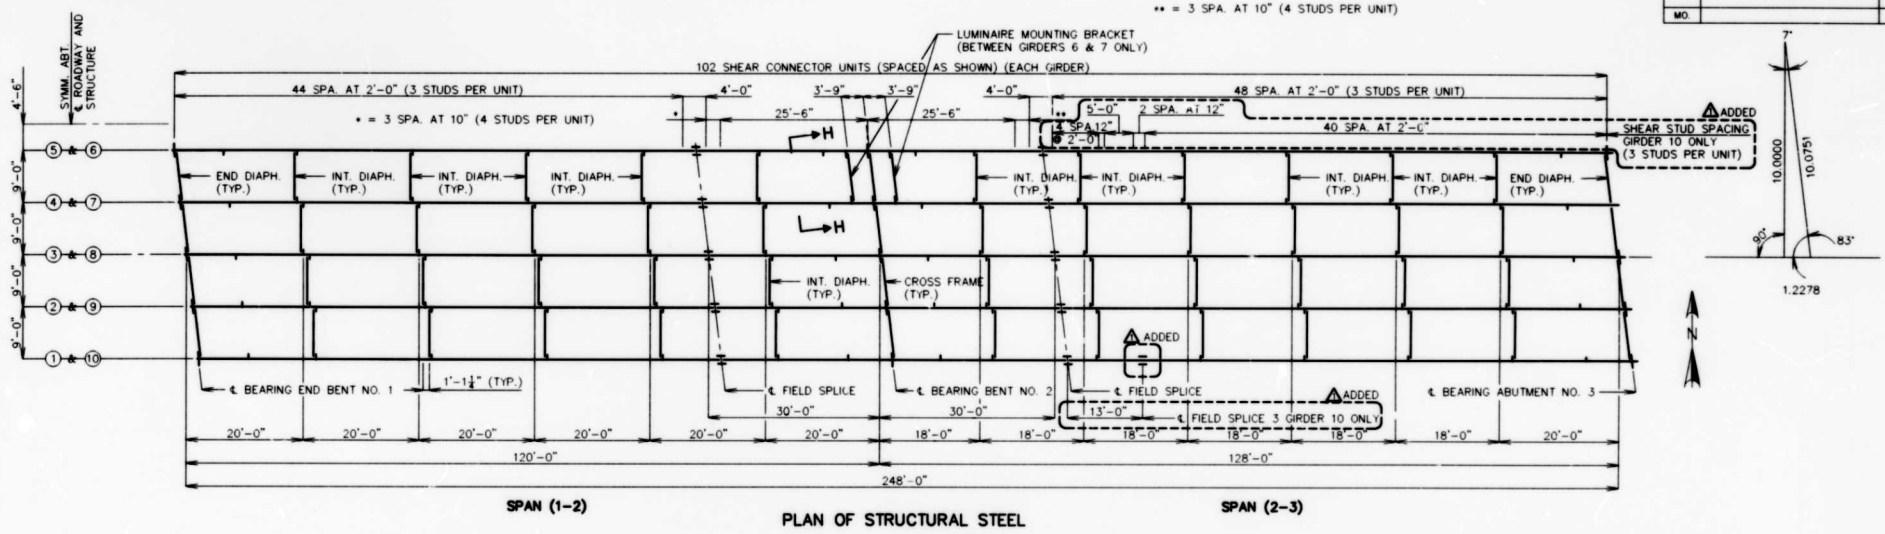 ** = 3 SPA. AT 10" (4 STUDS PER UNIT)
MO.
SYMM. ABT.
℄ ROADWAY AND
STRUCTURE
4'-6"
LUMINAIRE MOUNTING BRACKET
(BETWEEN GIRDERS 6 & 7 ONLY)
7°
102 SHEAR CONNECTOR UNITS (SPACED AS SHOWN) (EACH GIRDER)
44 SPA. AT 2'-0" (3 STUDS PER UNIT)
4'-0"
3'-9"
3'-9"
4'-0"
48 SPA. AT 2'-0" (3 STUDS PER UNIT)
* = 3 SPA. AT 10" (4 STUDS PER UNIT)
*
25'-6"
25'-6"
**
5'-0"
2 SPA. AT 12"
1 ADDED
H
4 SPA.12"
@ 2'-0"
40 SPA. AT 2'-0"
SHEAR STUD SPACING
GIRDER 10 ONLY
(3 STUDS PER UNIT)
5 & 6
9'-0"
END DIAPH.
(TYP.)
INT. DIAPH.
(TYP.)
INT. DIAPH.
(TYP.)
INT. DIAPH.
(TYP.)
INT. DIAPH.
(TYP.)
INT. DIAPH.
(TYP.)
INT. DIAPH.
(TYP.)
INT. DIAPH.
(TYP.)
END DIAPH.
(TYP.)
10.0000
10.0751
4 & 7
H
9'-0"
90°
83°
3 & 8
9'-0"
INT. DIAPH.
(TYP.)
CROSS FRAME
(TYP.)
1.2278
2 & 9
9'-0"
N
1 ADDED
1 & 10
℄ BEARING END BENT NO. 1
1'-1¼" (TYP.)
℄ FIELD SPLICE
℄ BEARING BENT NO. 2
℄ FIELD SPLICE
℄ BEARING ABUTMENT NO. 3
1 ADDED
30'-0"
30'-0"
13'-0"
℄ FIELD SPLICE 3 GIRDER 10 ONLY
20'-0"
20'-0"
20'-0"
20'-0"
20'-0"
20'-0"
18'-0"
18'-0"
18'-0"
18'-0"
18'-0"
18'-0"
20'-0"
120'-0"
128'-0"
248'-0"
SPAN (1-2)
SPAN (2-3)
PLAN OF STRUCTURAL STEEL